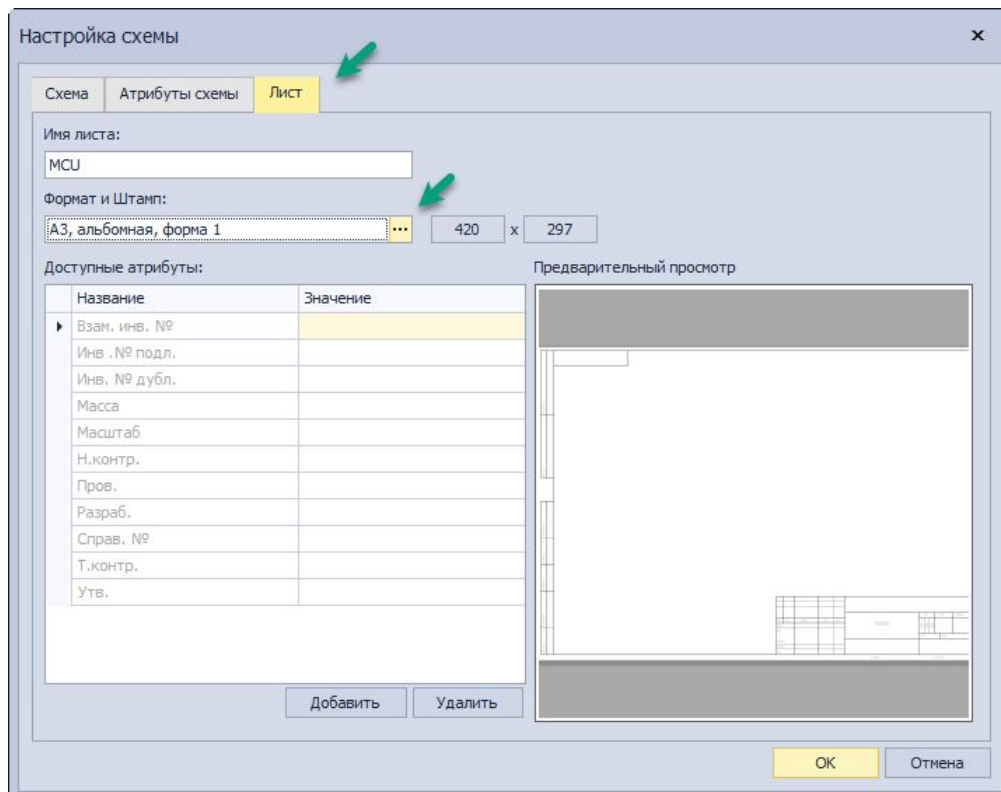 Настройка схемы
Схема Атрибуты схемы Лист
Имя листа:
MCU
Формат и Штамп:
А3, альбомная, форма 1 ... 420 x 297
Доступные атрибуты: Предварительный просмотр
Название Значение
Взам. инв. №
Инв .№ подл.
Инв. № дубл.
Масса
Масштаб
Н.контр.
Пров.
Разраб.
Справ. №
Т.контр.
Утв.
Добавить Удалить
OK Отмена